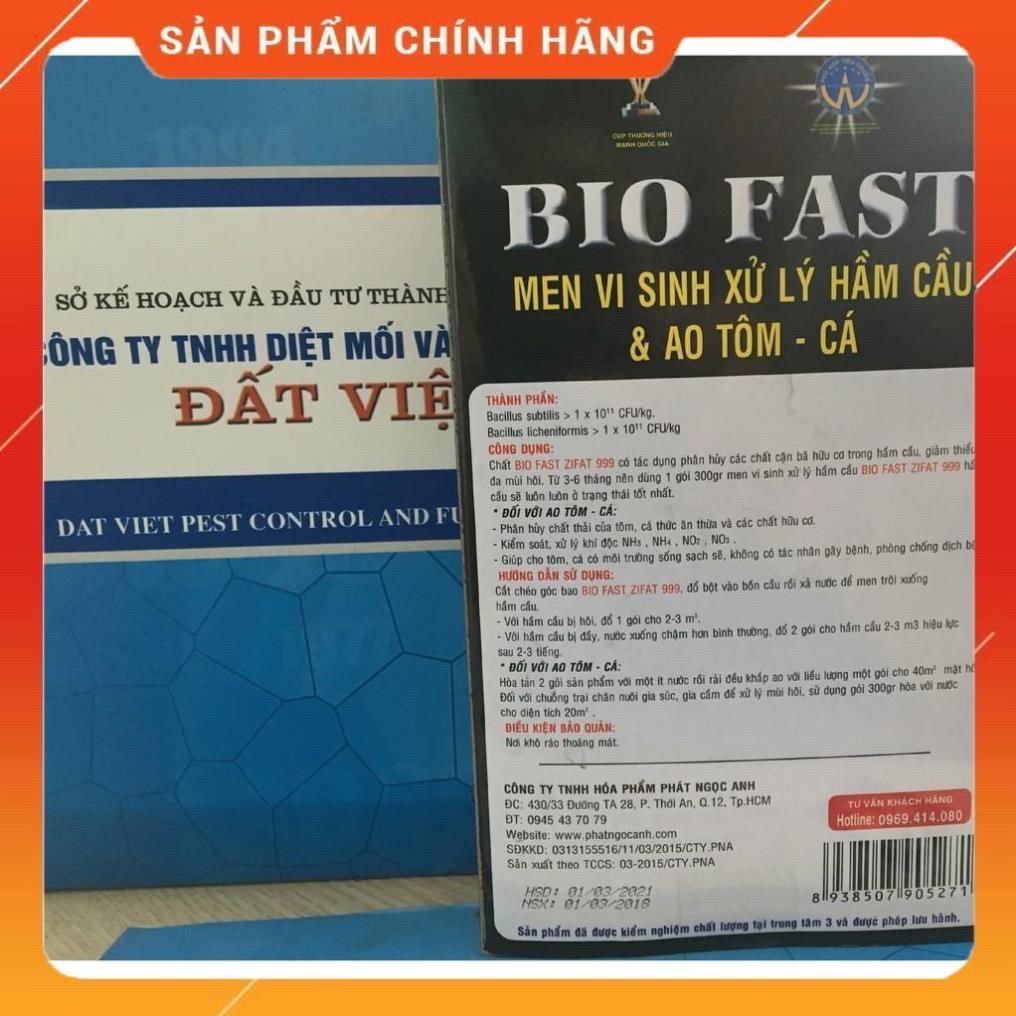 SẢN PHẨM CHÍNH HÃNG
SỞ KẾ HOẠCH VÀ ĐẦU TƯ THÀNH
CÔNG TY TNHH DIỆT MỐI VÀ
ĐẤT VIỆ
DAT VIET PEST CONTROL AND FU
CÚP THƯƠNG HIỆU
MẠNH QUỐC GIA
BIO FAST
MEN VI SINH XỬ LÝ HẦM CẦU
& AO TÔM - CÁ
THÀNH PHẦN:
Bacillus subtilis > 1 x 10¹¹ CFU/kg.
Bacillus licheniformis > 1 x 10¹¹ CFU/kg
CÔNG DỤNG:
Chất BIO FAST ZIFAT 999 có tác dụng phân hủy các chất cặn bã hữu cơ trong hầm cầu, giảm thiểu
đa mùi hôi. Từ 3-6 tháng nên dùng 1 gói 300gr men vi sinh xử lý hầm cầu BIO FAST ZIFAT 999 hầ
cầu sẽ luôn luôn ở trạng thái tốt nhất.
* ĐỐI VỚI AO TÔM - CÁ:
- Phân hủy chất thải của tôm, cá thức ăn thừa và các chất hữu cơ.
- Kiểm soát, xử lý khí độc NH₃ , NH₄ , NO₂ , NO₃ .
- Giúp cho tôm, cá có môi trường sống sạch sẽ, không có tác nhân gây bệnh, phòng chống dịch bệ
HƯỚNG DẪN SỬ DỤNG:
Cắt chéo góc bao BIO FAST ZIFAT 999, đổ bột vào bồn cầu rồi xả nước để men trôi xuống
hầm cầu.
- Với hầm cầu bị hôi, đổ 1 gói cho 2-3 m³.
- Với hầm cầu bị đầy, nước xuống chậm hơn bình thường, đổ 2 gói cho hầm cầu 2-3 m3 hiệu lực
sau 2-3 tiếng.
* ĐỐI VỚI AO TÔM - CÁ:
Hòa tan 2 gói sản phẩm với một ít nước rồi rải đều khắp ao với liều lượng một gói cho 40m² mặt hồ
Đối với chuồng trại chăn nuôi gia súc, gia cầm để xử lý mùi hôi, sử dụng gói 300gr hòa với nước
cho diện tích 20m² .
ĐIỀU KIỆN BẢO QUẢN:
Nơi khô ráo thoáng mát.
CÔNG TY TNHH HÓA PHẨM PHÁT NGỌC ANH
ĐC: 430/33 Đường TA 28, P. Thới An, Q.12, Tp.HCM
ĐT: 0945 43 70 79
Website: www.phatngocanh.com
SĐKKD: 0313155516/11/03/2015/CTY.PNA
Sản xuất theo TCCS: 03-2015/CTY.PNA
TƯ VẤN KHÁCH HÀNG
Hotline: 0969.414.080
HSD: 01/03/2021
NSX: 01/03/2018
8 938507 905271
Sản phẩm đã được kiểm nghiệm chất lượng tại trung tâm 3 và được phép lưu hành.